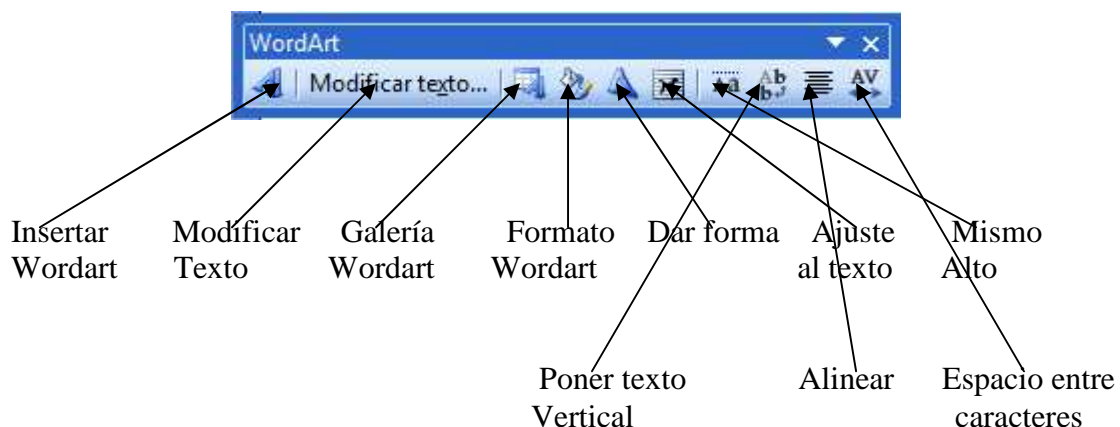 WordArt
Modificar texto...
Insertar Modificar Galería Formato Dar forma Ajuste Mismo
Wordart Texto Wordart Wordart al texto Alto
Poner texto Alinear Espacio entre
Vertical caracteres